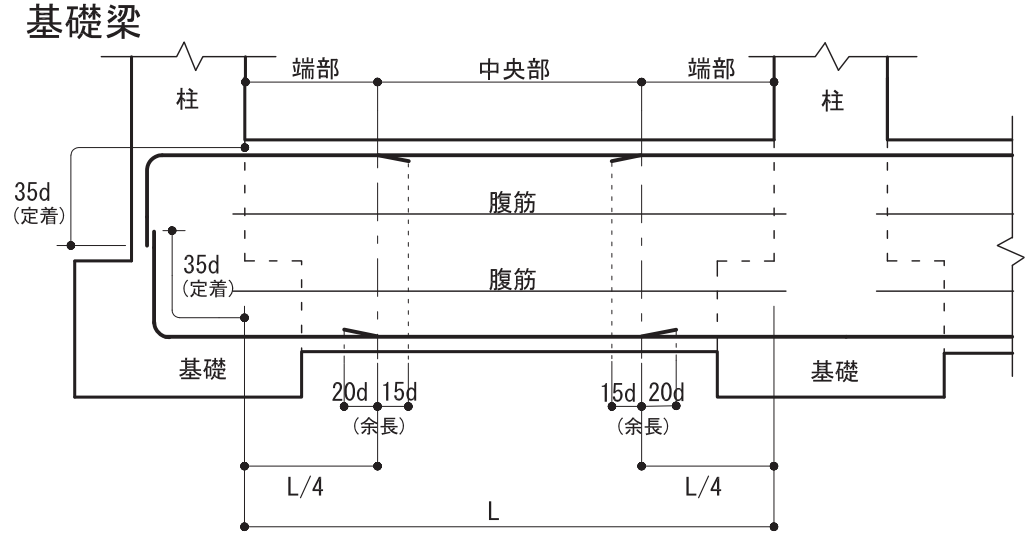 基礎梁
端部
中央部
端部
柱
柱
35d
(定着)
腹筋
35d
(定着)
腹筋
基礎
基礎
20d
15d
(余長)
15d
20d
(余長)
L/4
L/4
L